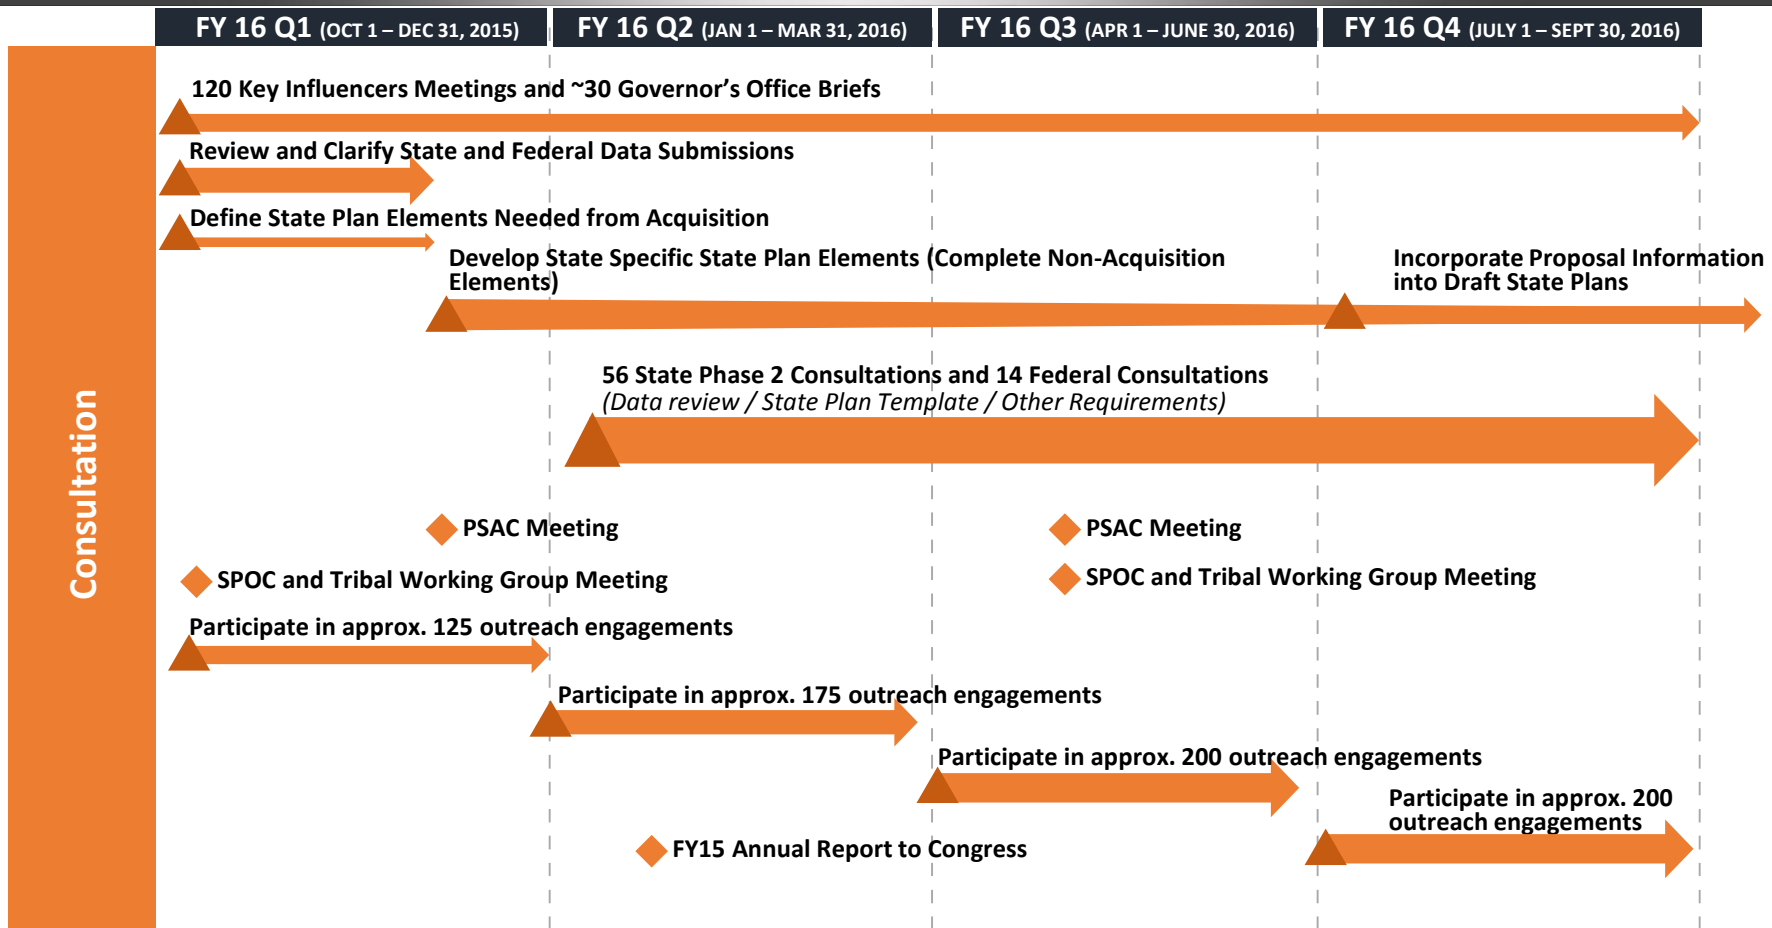 FY 16 Q1 (OCT 1 – DEC 31, 2015)
FY 16 Q2 (JAN 1 – MAR 31, 2016)
FY 16 Q3 (APR 1 – JUNE 30, 2016)
FY 16 Q4 (JULY 1 – SEPT 30, 2016)
Consultation
120 Key Influencers Meetings and ~30 Governor's Office Briefs
Review and Clarify State and Federal Data Submissions
Define State Plan Elements Needed from Acquisition
Develop State Specific State Plan Elements (Complete Non-Acquisition
Elements)
Incorporate Proposal Information
into Draft State Plans
56 State Phase 2 Consultations and 14 Federal Consultations
(Data review / State Plan Template / Other Requirements)
PSAC Meeting
PSAC Meeting
SPOC and Tribal Working Group Meeting
SPOC and Tribal Working Group Meeting
Participate in approx. 125 outreach engagements
Participate in approx. 175 outreach engagements
Participate in approx. 200 outreach engagements
Participate in approx. 200
outreach engagements
FY15 Annual Report to Congress